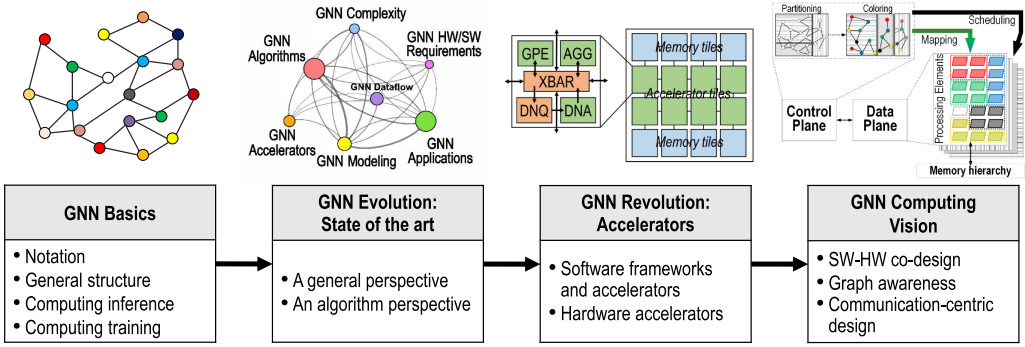 GNN Complexity
GNN
Algorithms
GNN HW/SW
Requirements
GNN Dataflow
GNN
Accelerators
GNN Modeling
GNN
Applications
GPE
AGG
XBAR
DNQ
DNA
Memory tiles
Accelerator tiles
Memory tiles
Partitioning
Coloring
Scheduling
Mapping
Control
Plane
Data
Plane
Processing Elements
Memory hierarchy
GNN Basics
• Notation
• General structure
• Computing inference
• Computing training
GNN Evolution:
State of the art
• A general perspective
• An algorithm perspective
GNN Revolution:
Accelerators
• Software frameworks
and accelerators
• Hardware accelerators
GNN Computing
Vision
• SW-HW co-design
• Graph awareness
• Communication-centric
design